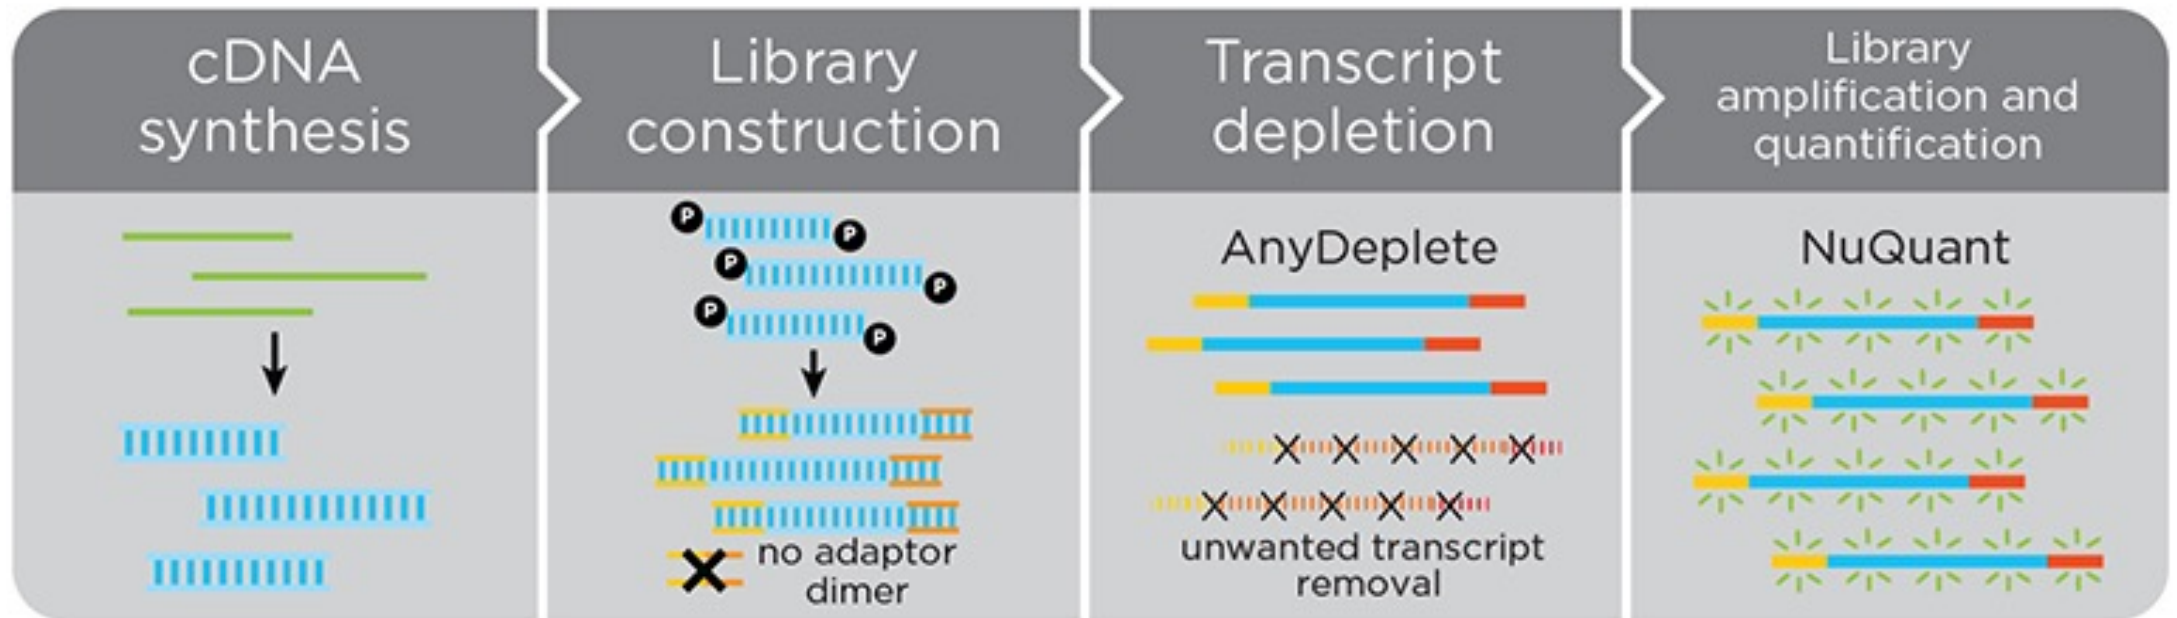 cDNA
synthesis
Library
construction
Transcript
depletion
Library
amplification and
quantification
P
P
P
P
P
P
no adaptor
dimer
AnyDeplete
unwanted transcript
removal
NuQuant